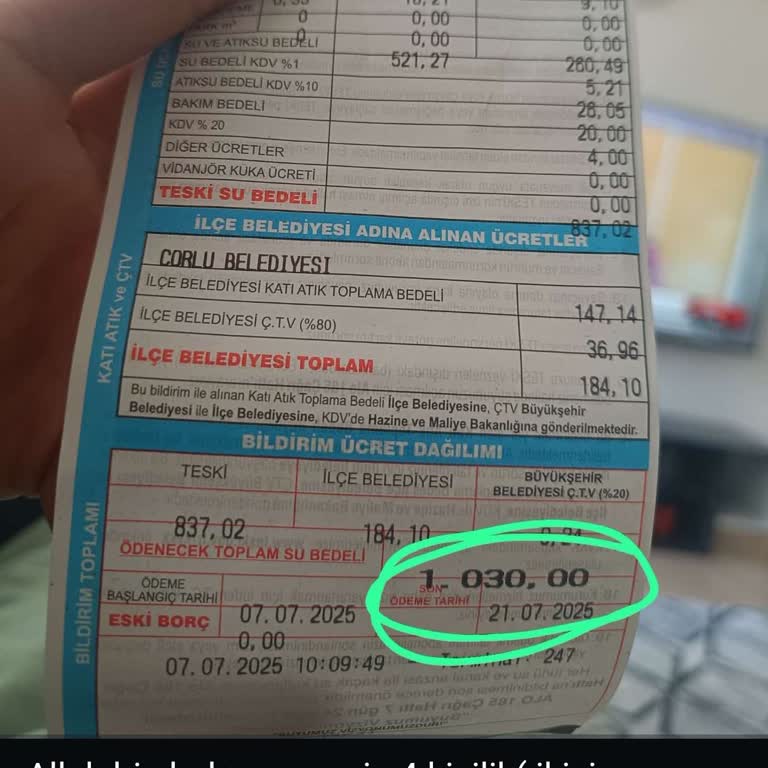 0
0,00
9,10
0,00
0
0,00
0,00
SU VE ATIKSU BEDELİ
521,27
260,49
SU BEDELİ KDV %1
5,21
ATIKSU BEDELİ KDV %10
26,05
BAKIM BEDELİ
20,00
KDV % 20
4,00
DİĞER ÜCRETLER
0,00
VİDANJÖR KUKA ÜCRETİ
0,00
TESKİ SU BEDELİ
837,02
İLÇE BELEDİYESİ ADINA ALINAN ÜCRETLER
KATI ATIK ve ÇTV
ÇORLU BELEDİYESİ
İLÇE BELEDİYESİ KATI ATIK TOPLAMA BEDELİ
147,14
İLÇE BELEDİYESİ Ç.T.V (%80)
36,96
İLÇE BELEDİYESİ TOPLAM
184,10
Bu bildirim ile alınan Katı Atık Toplama Bedeli İlçe Belediyesine, ÇTV Büyükşehir
Belediyesi ile İlçe Belediyesine, KDV'de Hazine ve Maliye Bakanlığına gönderilmektedir.
BİLDİRİM ÜCRET DAĞILIMI
BİLDİRİM TOPLAMI
TESKİ
İLÇE BELEDİYESİ
BÜYÜKŞEHİR
BELEDİYESİ Ç.T.V (%20)
837,02
184,10
ÖDENECEK TOPLAM SU BEDELİ
1. 030,00
ÖDEME
BAŞLANGIÇ TARİHİ
07.07.2025
SON
ÖDEME TARİHİ
21.07.2025
ESKİ BORÇ
0,00
07.07.2025 10:09:49
247